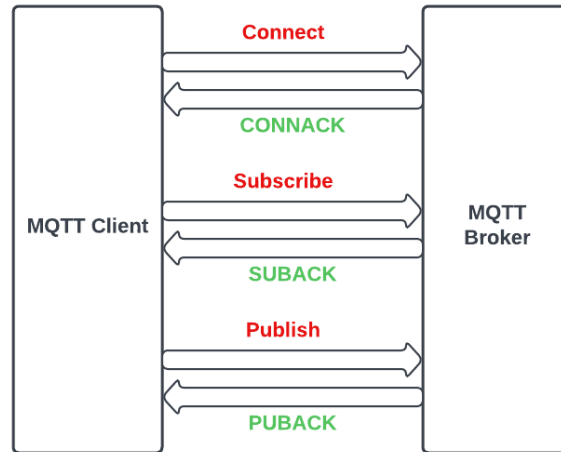 Connect
CONNACK
Subscribe
MQTT Client
MQTT
Broker
SUBACK
Publish
PUBACK